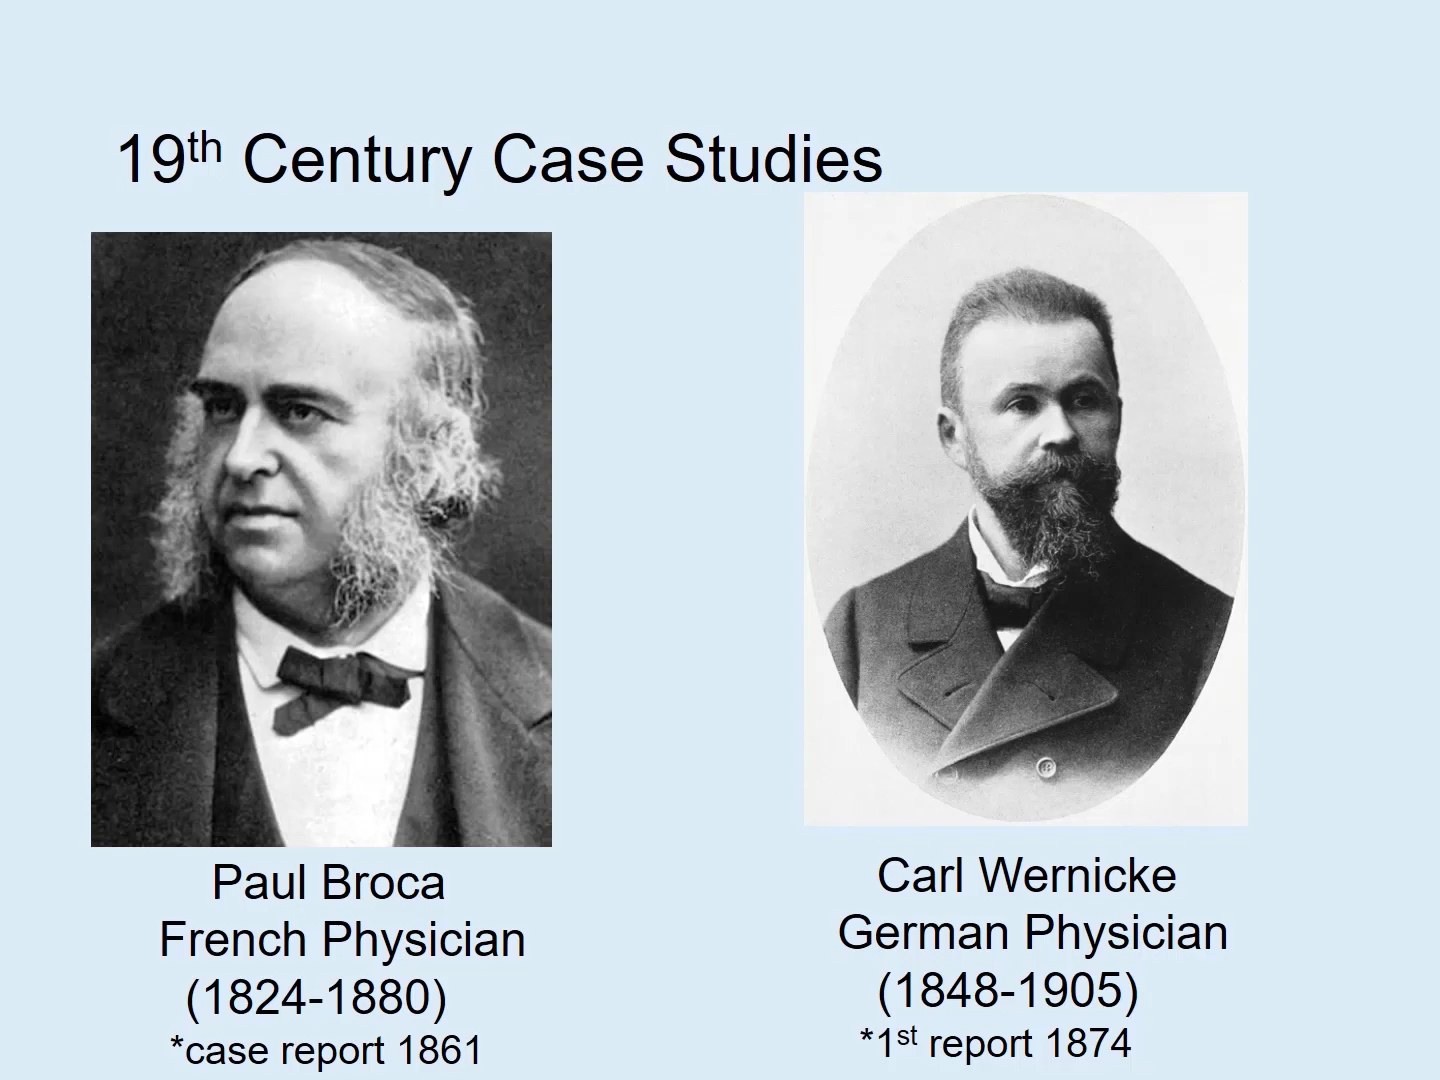 19th Century Case Studies
Paul Broca
French Physician
(1824-1880)
*case report 1861
Carl Wernicke
German Physician
(1848-1905)
*1st report 1874